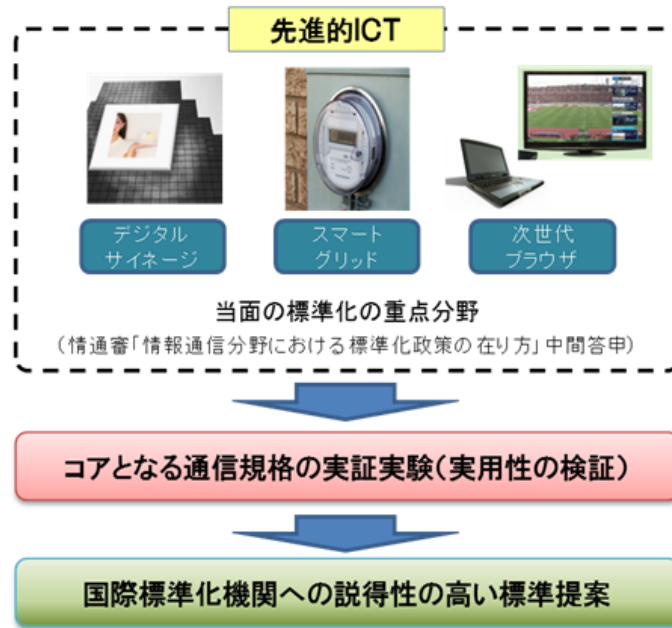 先進的ICT
デジタル
サイネージ
スマート
グリッド
次世代
ブラウザ
当面の標準化の重点分野
(情通審「情報通信分野における標準化政策の在り方」中間答申)
コアとなる通信規格の実証実験(実用性の検証)
国際標準化機関への説得性の高い標準提案